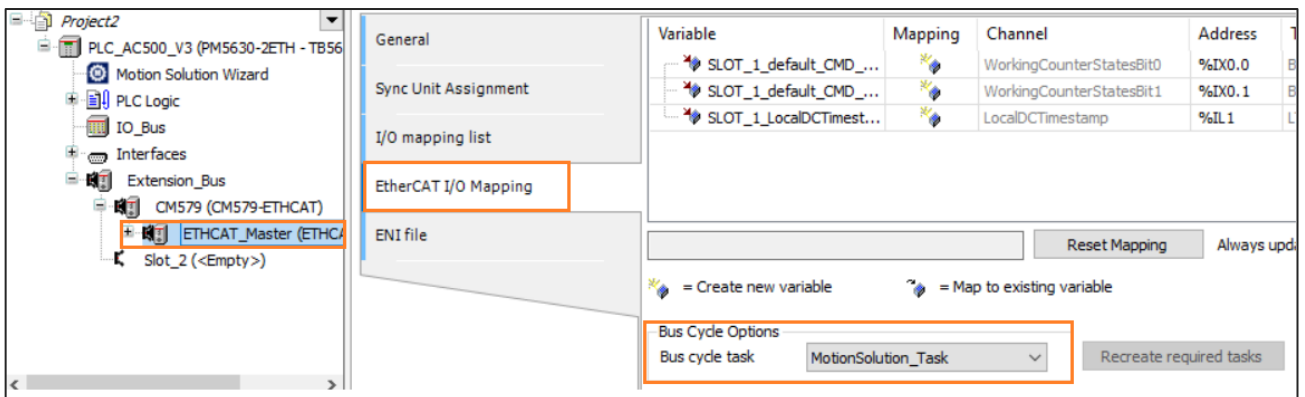 Project2
PLC_AC500_V3 (PM5630-2ETH - TB56
Motion Solution Wizard
PLC Logic
IO_Bus
Interfaces
Extension_Bus
CM579 (CM579-ETHCAT)
ETHCAT_Master (ETHCA
Slot_2 (<Empty>)
General
Sync Unit Assignment
I/O mapping list
EtherCAT I/O Mapping
ENI file
Variable Mapping Channel Address
SLOT_1_default_CMD_... WorkingCounterStatesBit0 %IX0.0
SLOT_1_default_CMD_... WorkingCounterStatesBit1 %IX0.1
SLOT_1_LocalDCTimest... LocalDCTimestamp %IL1
Reset Mapping Always upda
= Create new variable = Map to existing variable
Bus Cycle Options
Bus cycle task MotionSolution_Task Recreate required tasks